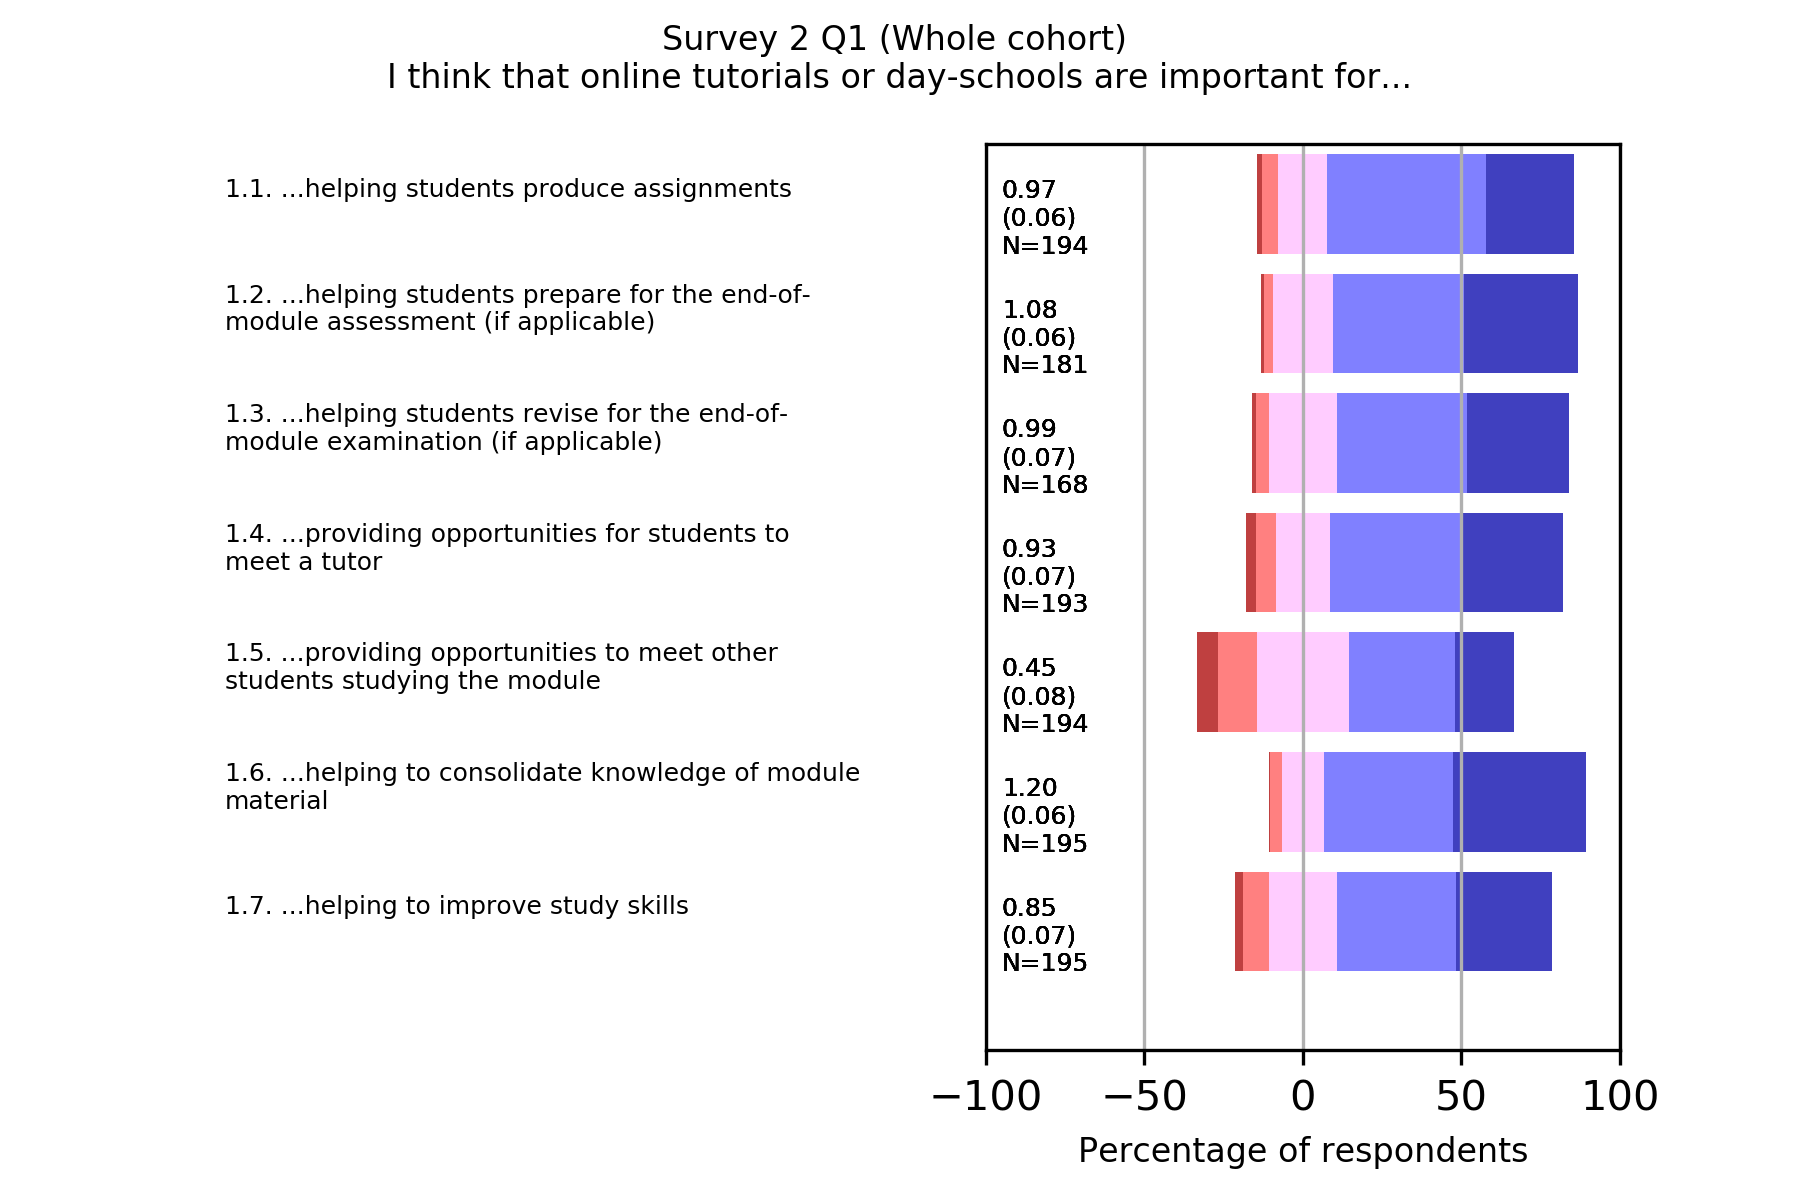 Survey 2 Q1 (Whole cohort)
I think that online tutorials or day-schools are important for...
1.1. ...helping students produce assignments
0.97
(0.06)
N=194
1.2. ...helping students prepare for the end-of-
module assessment (if applicable)
1.08
(0.06)
N=181
1.3. ...helping students revise for the end-of-
module examination (if applicable)
0.99
(0.07)
N=168
1.4. ...providing opportunities for students to
meet a tutor
0.93
(0.07)
N=193
1.5. ...providing opportunities to meet other
students studying the module
0.45
(0.08)
N=194
1.6. ...helping to consolidate knowledge of module
material
1.20
(0.06)
N=195
1.7. ...helping to improve study skills
0.85
(0.07)
N=195
−100 −50 0 50 100
Percentage of respondents